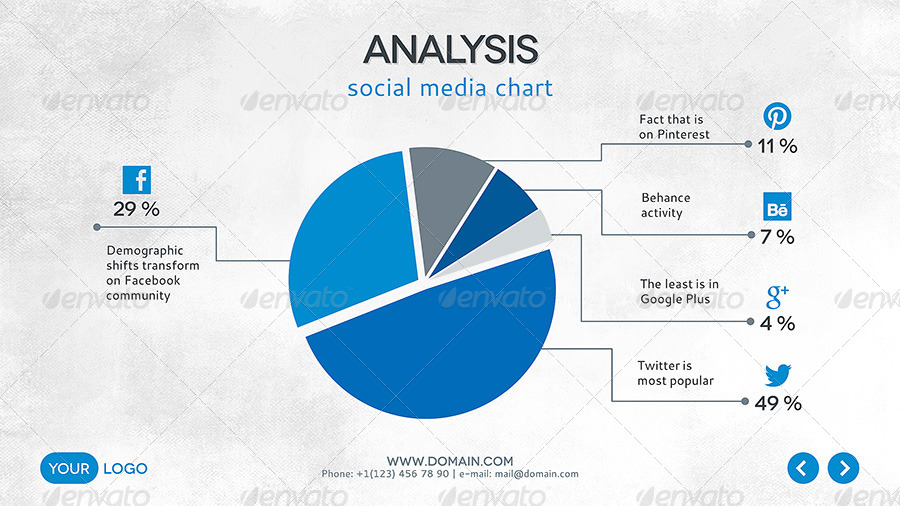 ANALYSIS
social media chart
f
29 %
Demographic
shifts transform
on Facebook
community
Fact that is
on Pinterest
11 %
Behance
activity
Bē
7 %
The least is in
Google Plus
g+
4 %
Twitter is
most popular
49 %
YOUR LOGO
WWW.DOMAIN.COM
Phone: +1(123) 456 78 90 | e-mail: mail@domain.com
envato